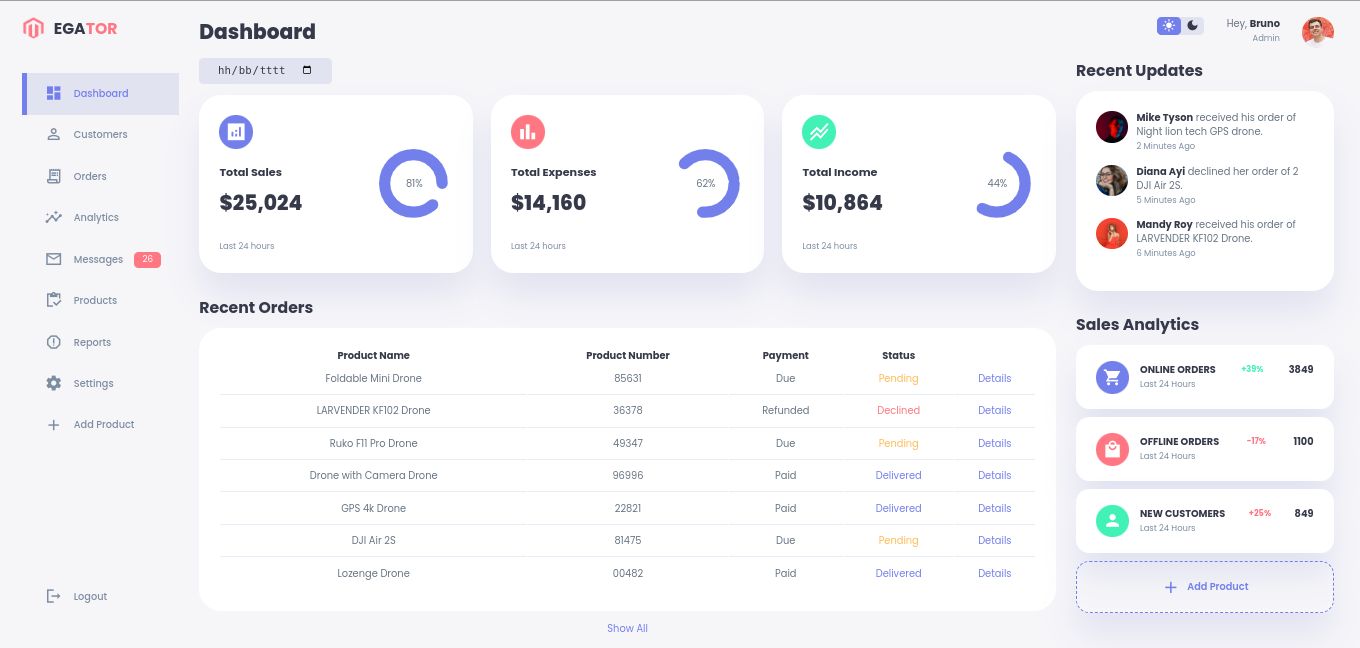 EGATOR
Dashboard
Customers
Orders
Analytics
Messages 26
Products
Reports
Settings
Add Product
Logout
Dashboard
hh/bb/tttt
Total Sales
$25,024
81%
Last 24 hours
Total Expenses
$14,160
62%
Last 24 hours
Total Income
$10,864
44%
Last 24 hours
Recent Orders
Product Name Product Number Payment Status
Foldable Mini Drone 85631 Due Pending Details
LARVENDER KF102 Drone 36378 Refunded Declined Details
Ruko F11 Pro Drone 49347 Due Pending Details
Drone with Camera Drone 96996 Paid Delivered Details
GPS 4k Drone 22821 Paid Delivered Details
DJI Air 2S 81475 Due Pending Details
Lozenge Drone 00482 Paid Delivered Details
Show All
Hey, Bruno
Admin
Recent Updates
Mike Tyson received his order of
Night lion tech GPS drone.
2 Minutes Ago
Diana Ayi declined her order of 2
DJI Air 2S.
5 Minutes Ago
Mandy Roy received his order of
LARVENDER KF102 Drone.
6 Minutes Ago
Sales Analytics
ONLINE ORDERS +39% 3849
Last 24 Hours
OFFLINE ORDERS -17% 1100
Last 24 Hours
NEW CUSTOMERS +25% 849
Last 24 Hours
Add Product